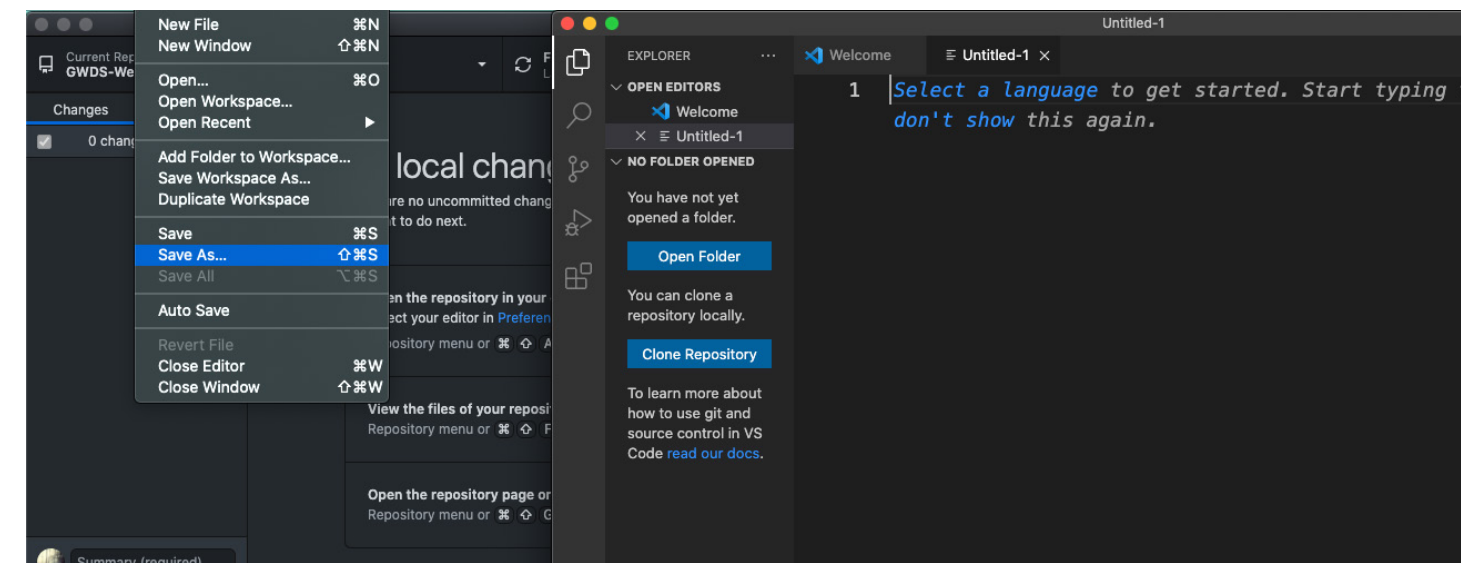 New File ⌘N
New Window ⇧⌘N
Open... ⌘O
Open Workspace...
Open Recent ▶
Add Folder to Workspace...
Save Workspace As...
Duplicate Workspace
Save ⌘S
Save As... ⇧⌘S
Save All ⌥⌘S
Auto Save
Revert File
Close Editor ⌘W
Close Window ⇧⌘W
Current Rep
GWDS-We
Changes
0 chang
local chan
re no uncommitted chang
t to do next.
en the repository in your
ect your editor in Preferen
pository menu or ⌘ ⇧ A
View the files of your reposi
Repository menu or ⌘ ⇧ F
Open the repository page or
Repository menu or ⌘ ⇧ G
Summary (required)
Untitled-1
EXPLORER ···
OPEN EDITORS
Welcome
× Untitled-1
NO FOLDER OPENED
You have not yet
opened a folder.
Open Folder
You can clone a
repository locally.
Clone Repository
To learn more about
how to use git and
source control in VS
Code read our docs.
Welcome Untitled-1 ×
1 Select a language to get started. Start typing
don't show this again.